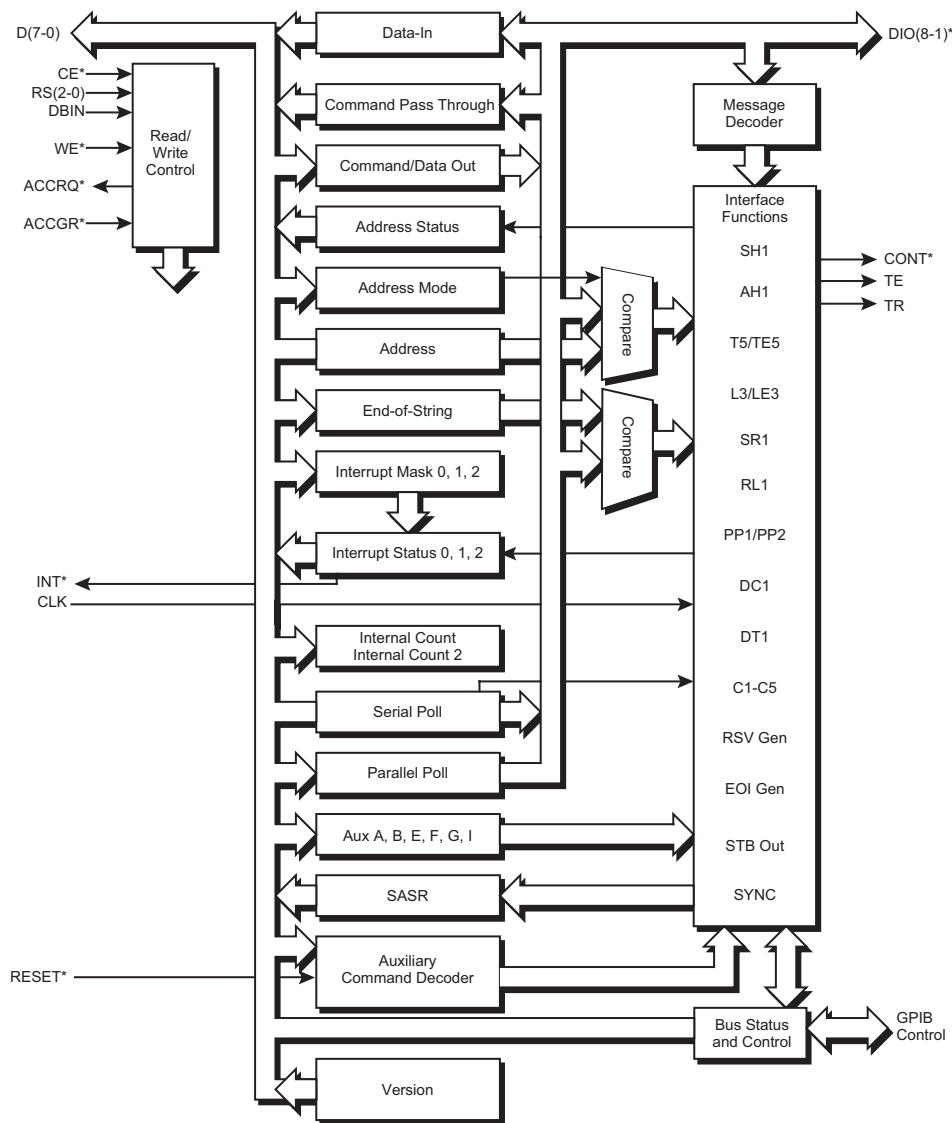 D(7-0)
Data-In
DIO(8-1)*
CE*
RS(2-0)
DBIN
WE*
ACCRQ*
ACCGR*
Read/
Write
Control
Command Pass Through
Message
Decoder
Command/Data Out
Address Status
Address Mode
Address
End-of-String
Interrupt Mask 0, 1, 2
Interrupt Status 0, 1, 2
Compare
Compare
Interface
Functions
SH1
AH1
T5/TE5
L3/LE3
SR1
RL1
PP1/PP2
DC1
DT1
C1-C5
RSV Gen
EOI Gen
STB Out
SYNC
CONT*
TE
TR
INT*
CLK
Internal Count
Internal Count 2
Serial Poll
Parallel Poll
Aux A, B, E, F, G, I
SASR
RESET*
Auxiliary
Command Decoder
Bus Status
and Control
GPIB
Control
Version